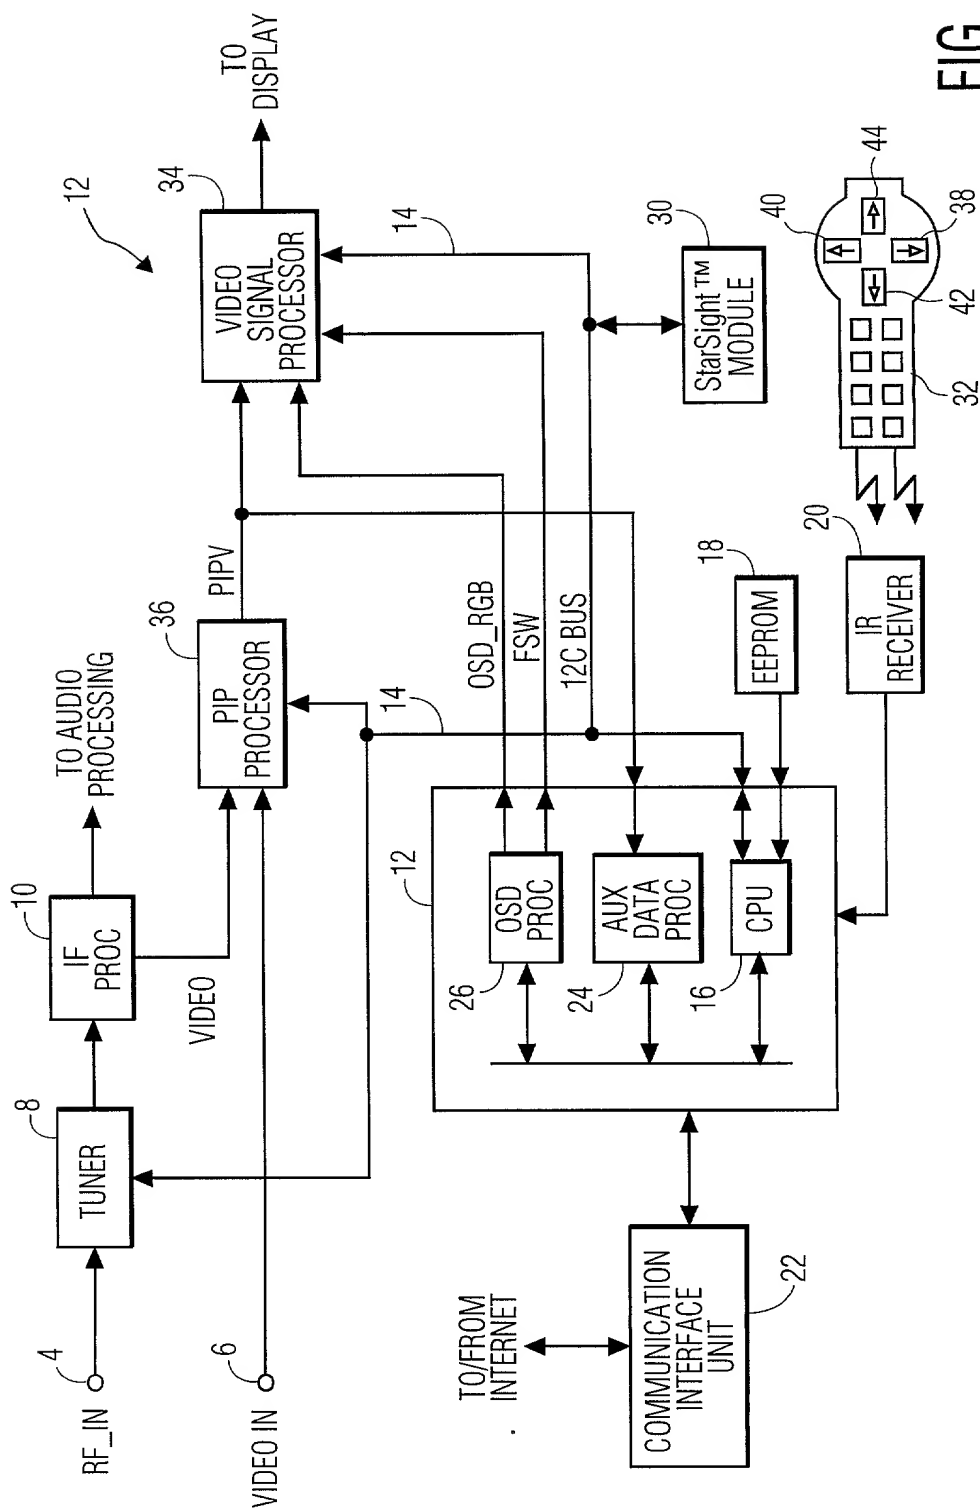 12
TO
DISPLAY
34
VIDEO
SIGNAL
PROCESSOR
14
30
StarSight™
MODULE
40
44
38
42
32
TO AUDIO
PROCESSING
36
PIP
PROCESSOR
PIPV
OSD_RGB
FSW
12C BUS
14
18
EEPROM
20
IR
RECEIVER
10
IF
PROC
VIDEO
12
OSD
PROC
26
AUX
DATA
PROC
24
CPU
16
8
TUNER
RF_IN
4
VIDEO IN
6
TO/FROM
INTERNET
COMMUNICATION
INTERFACE
UNIT
22
FIG